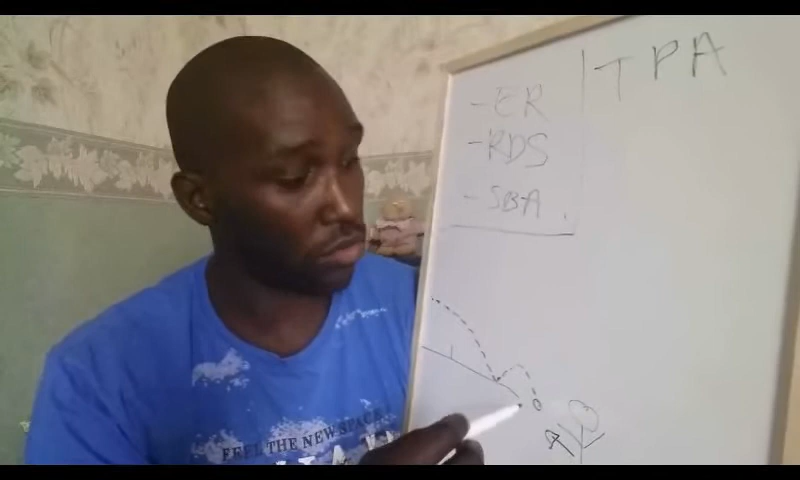 - ER
- RDS
- SBA
TPA
FEEL THE NEW SPACE